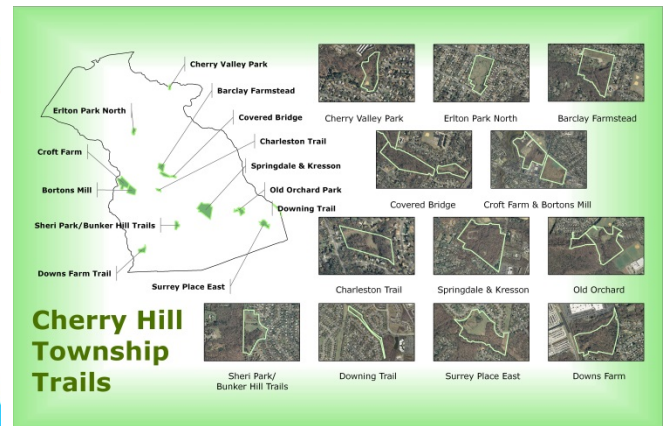 Cherry Valley Park
Barclay Farmstead
Erlton Park North
Covered Bridge
Charleston Trail
Croft Farm
Springdale & Kresson
Bortons Mill
Old Orchard Park
Downing Trail
Sheri Park/Bunker Hill Trails
Downs Farm Trail
Surrey Place East
Cherry Hill
Township
Trails
Cherry Valley Park
Erlton Park North
Barclay Farmstead
Covered Bridge
Croft Farm & Bortons Mill
Charleston Trail
Springdale & Kresson
Old Orchard
Sheri Park/
Bunker Hill Trails
Downing Trail
Surrey Place East
Downs Farm